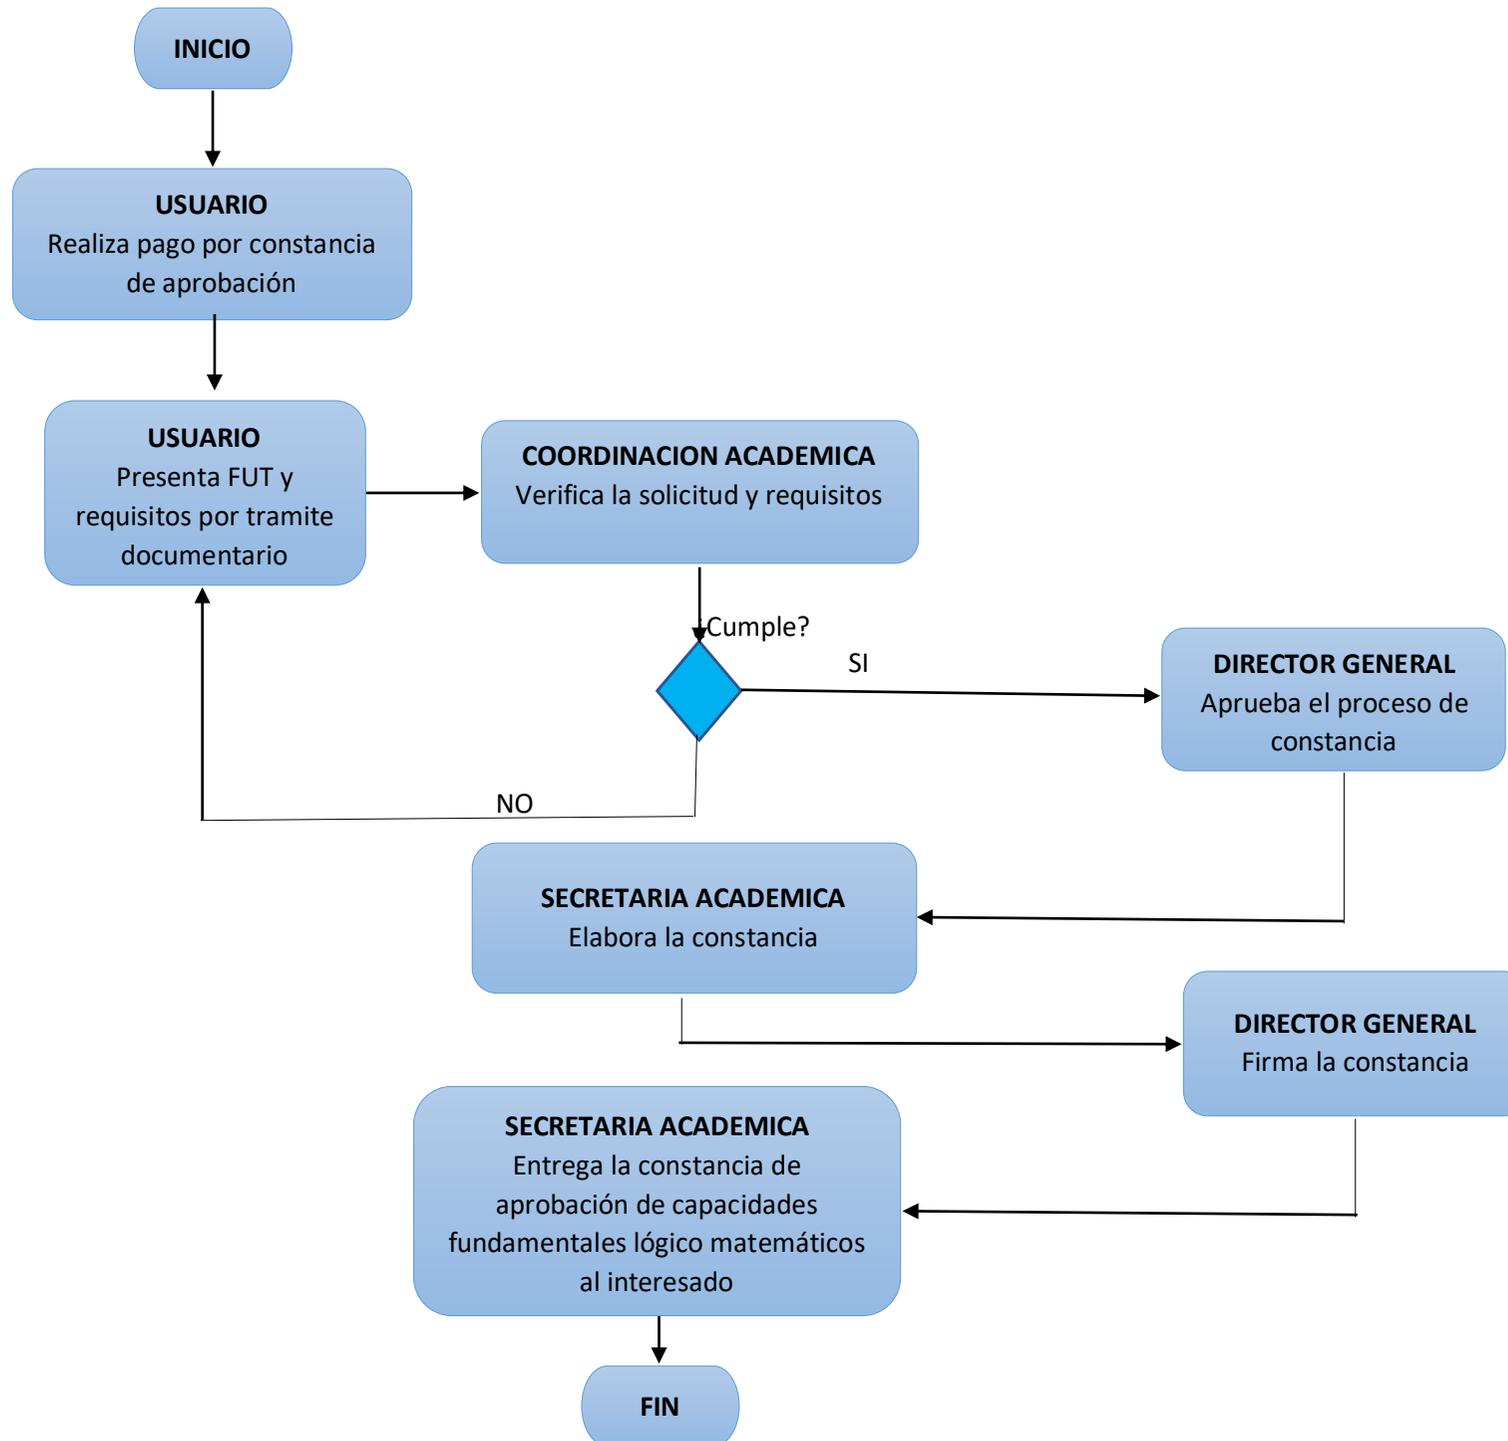 INICIO
USUARIO
Realiza pago por constancia
de aprobación
USUARIO
Presenta FUT y
requisitos por tramite
documentario
COORDINACION ACADEMICA
Verifica la solicitud y requisitos
Cumple?
SI
DIRECTOR GENERAL
Aprueba el proceso de
constancia
NO
SECRETARIA ACADEMICA
Elabora la constancia
DIRECTOR GENERAL
Firma la constancia
SECRETARIA ACADEMICA
Entrega la constancia de
aprobación de capacidades
fundamentales lógico matemáticos
al interesado
FIN